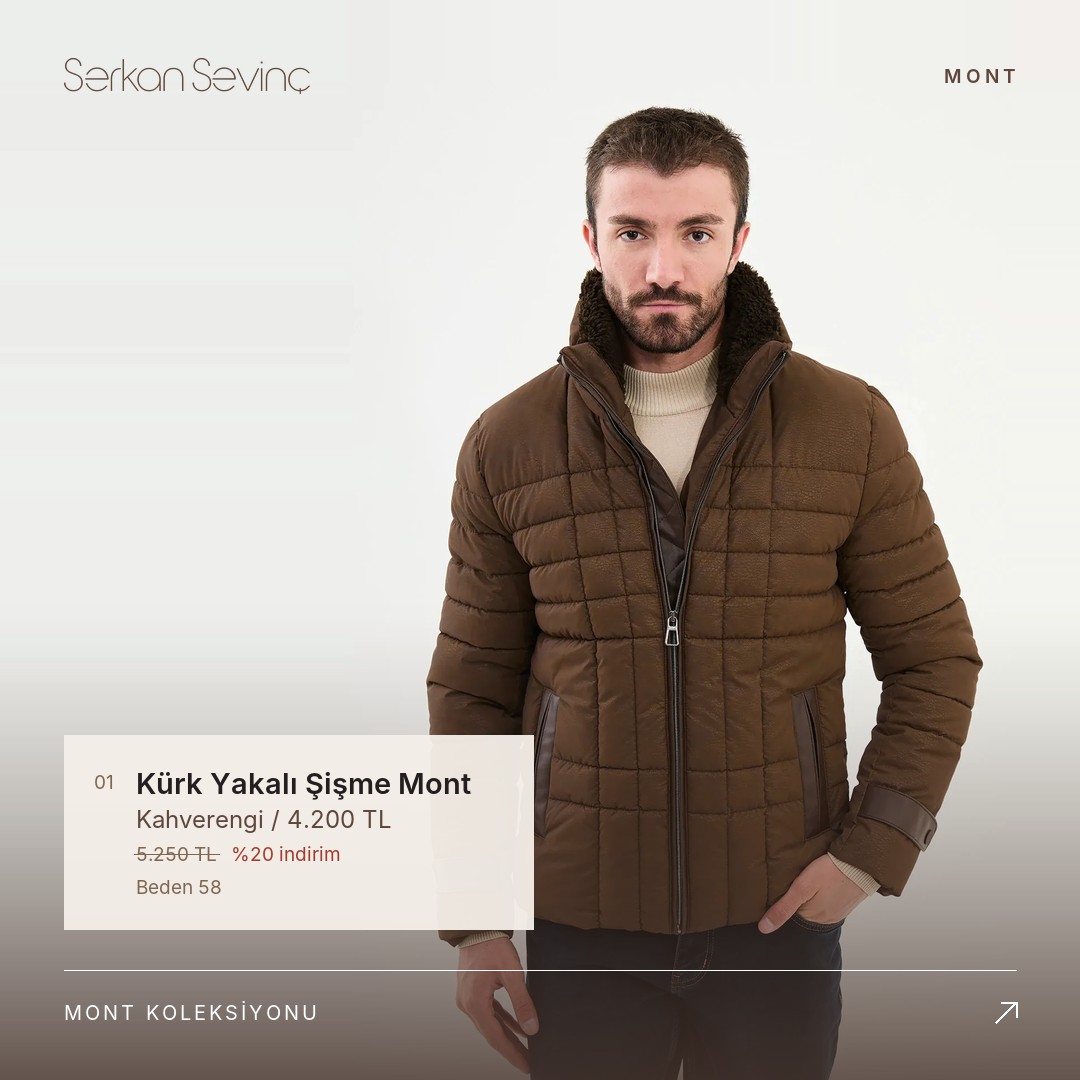 Serkan Sevinç
MONT
01
Kürk Yakalı Şişme Mont
Kahverengi / 4.200 TL
5.250 TL %20 indirim
Beden 58
MONT KOLEKSİYONU